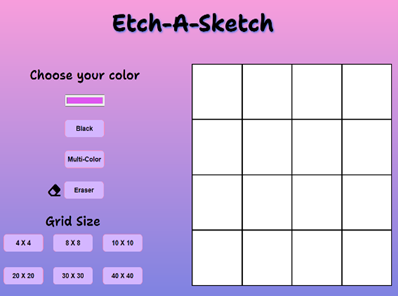 Etch-A-Sketch
Choose your color
Black
Multi-Color
Eraser
Grid Size
4 X 4 8 X 8 10 X 10
20 X 20 30 X 30 40 X 40